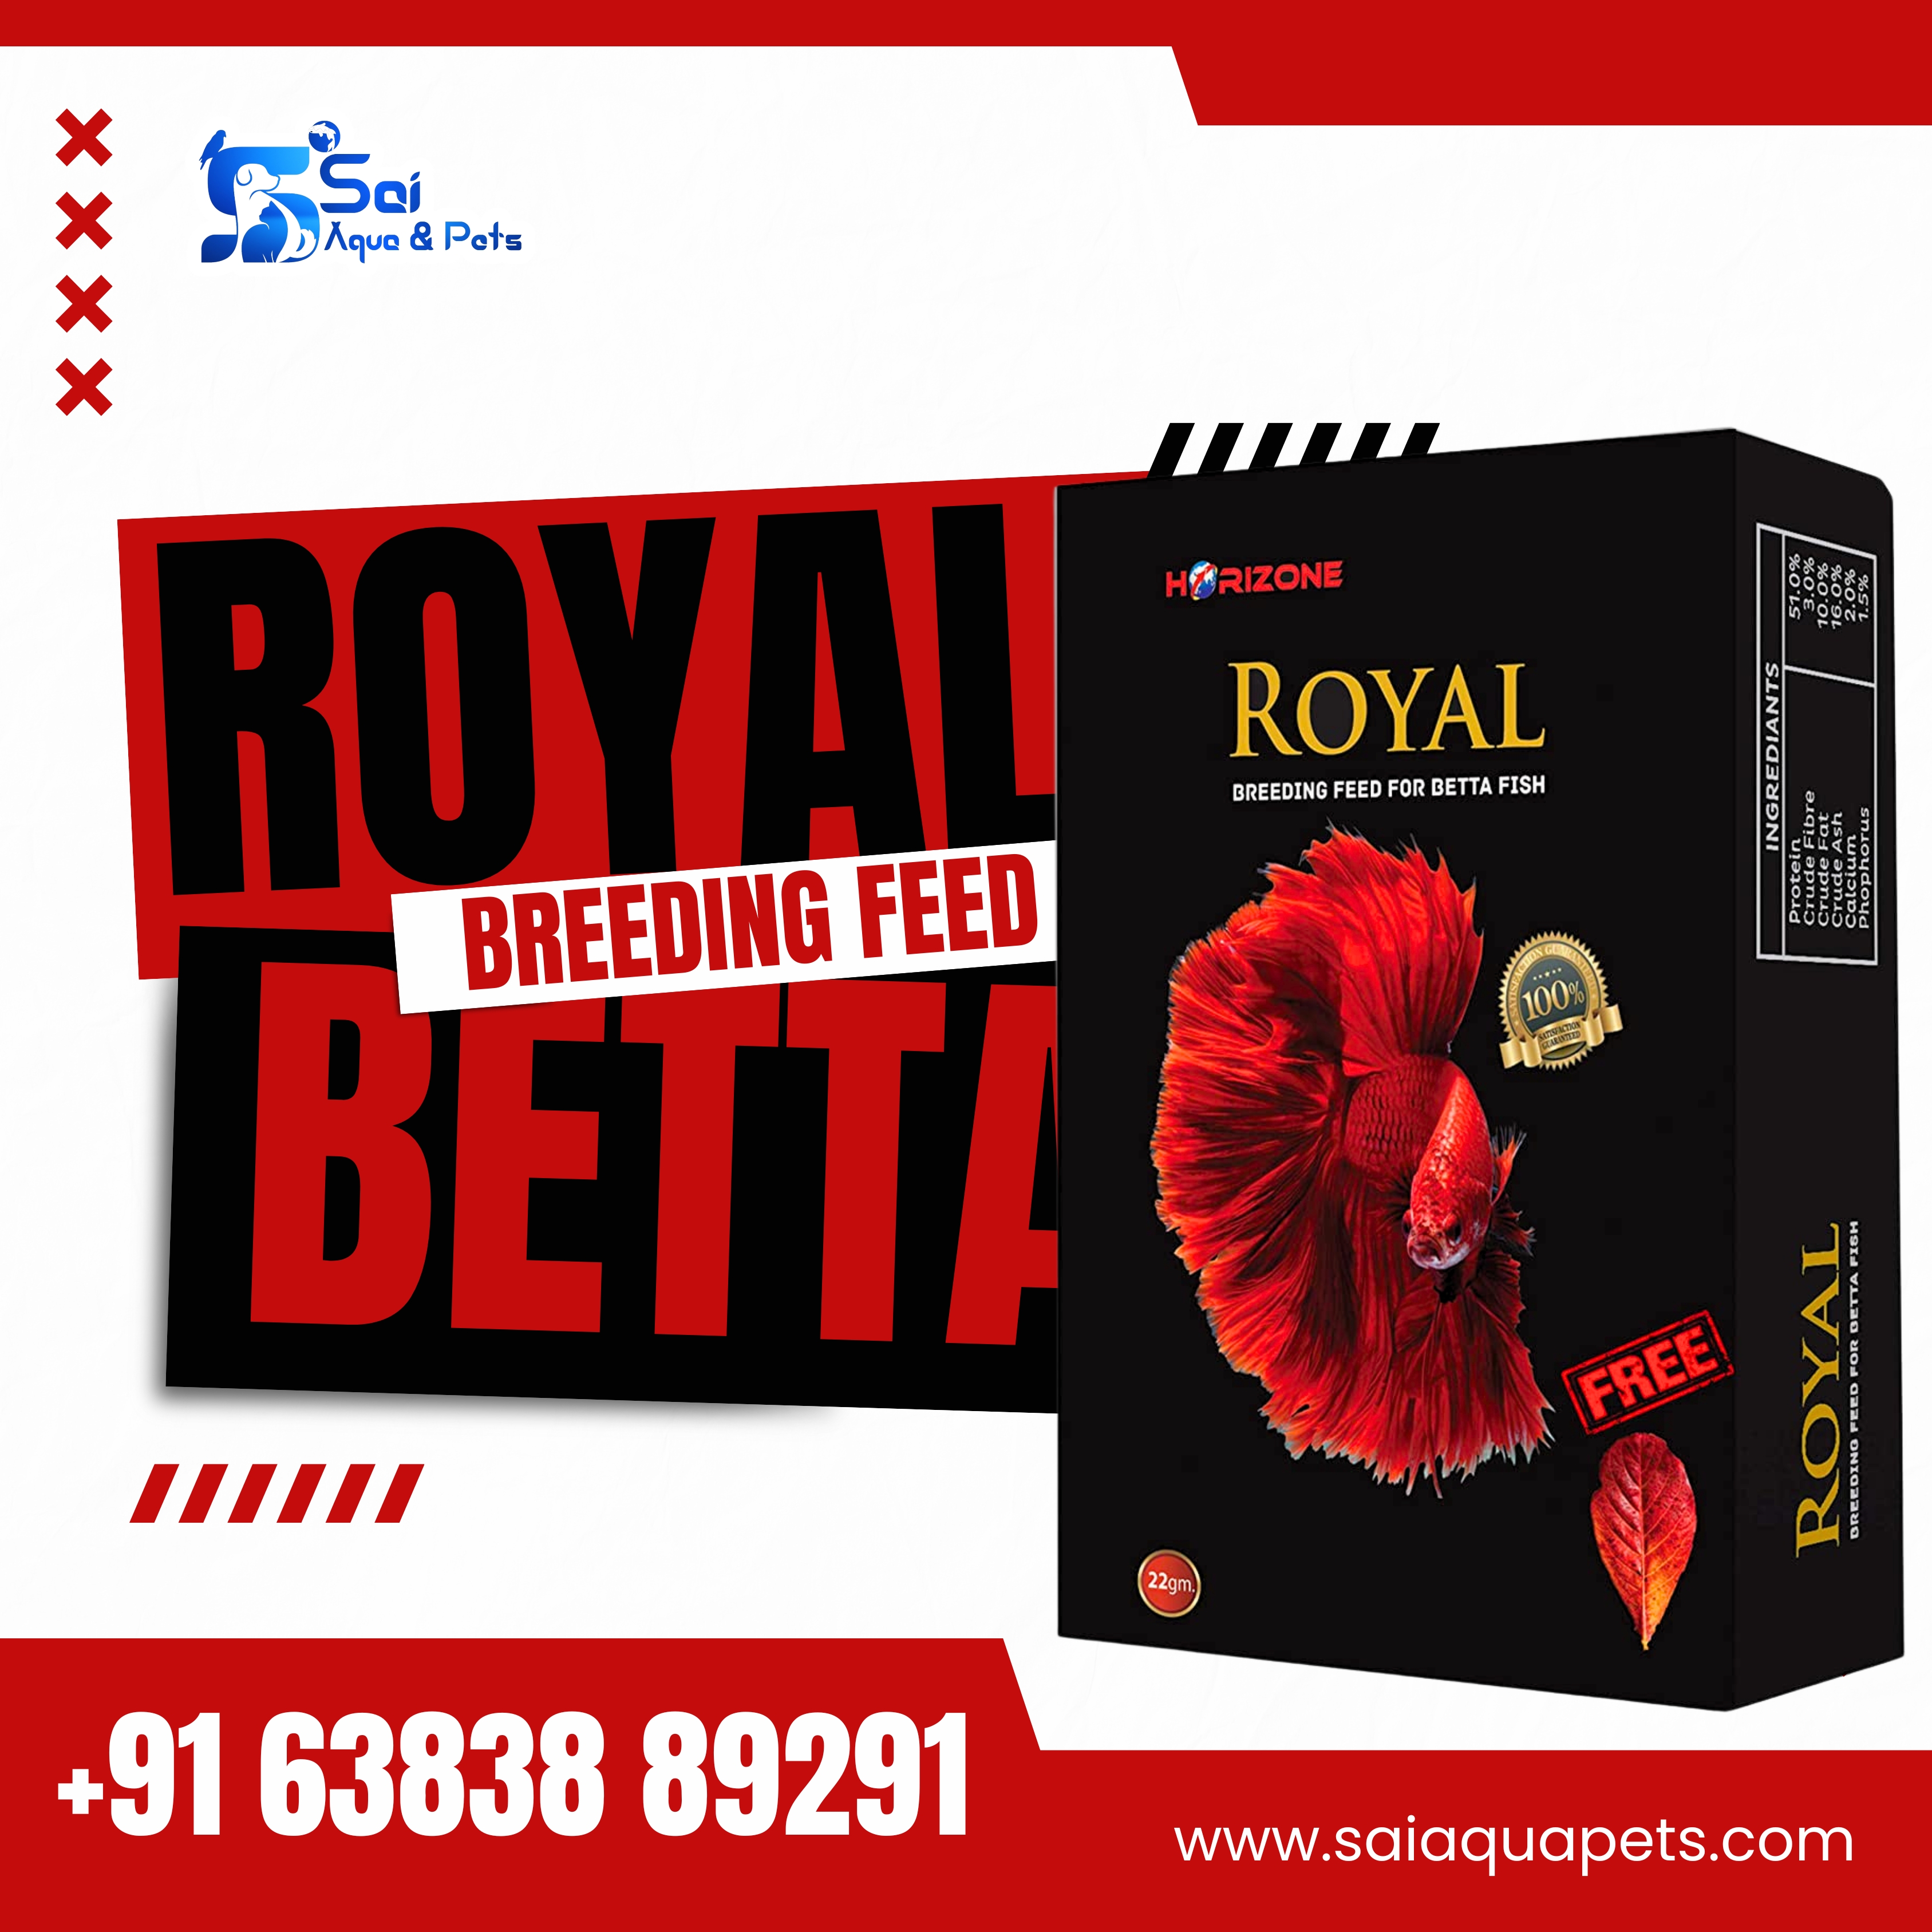 Sai
Aqua & Pets
ROYAL
BREEDING FEED
BETTA
HORIZONE
ROYAL
BREEDING FEED FOR BETTA FISH
100%
SATISFACTION
GUARANTEED
FREE
22gm.
INGREDIANTS
Protein 51.0%
Crude Fibre 3.0%
Crude Fat 10.0%
Crude Ash 16.0%
Calcium 2.0%
Phophorus 1.5%
ROYAL
BREEDING FEED FOR BETTA FISH
+91 63838 89291
www.saiaquapets.com